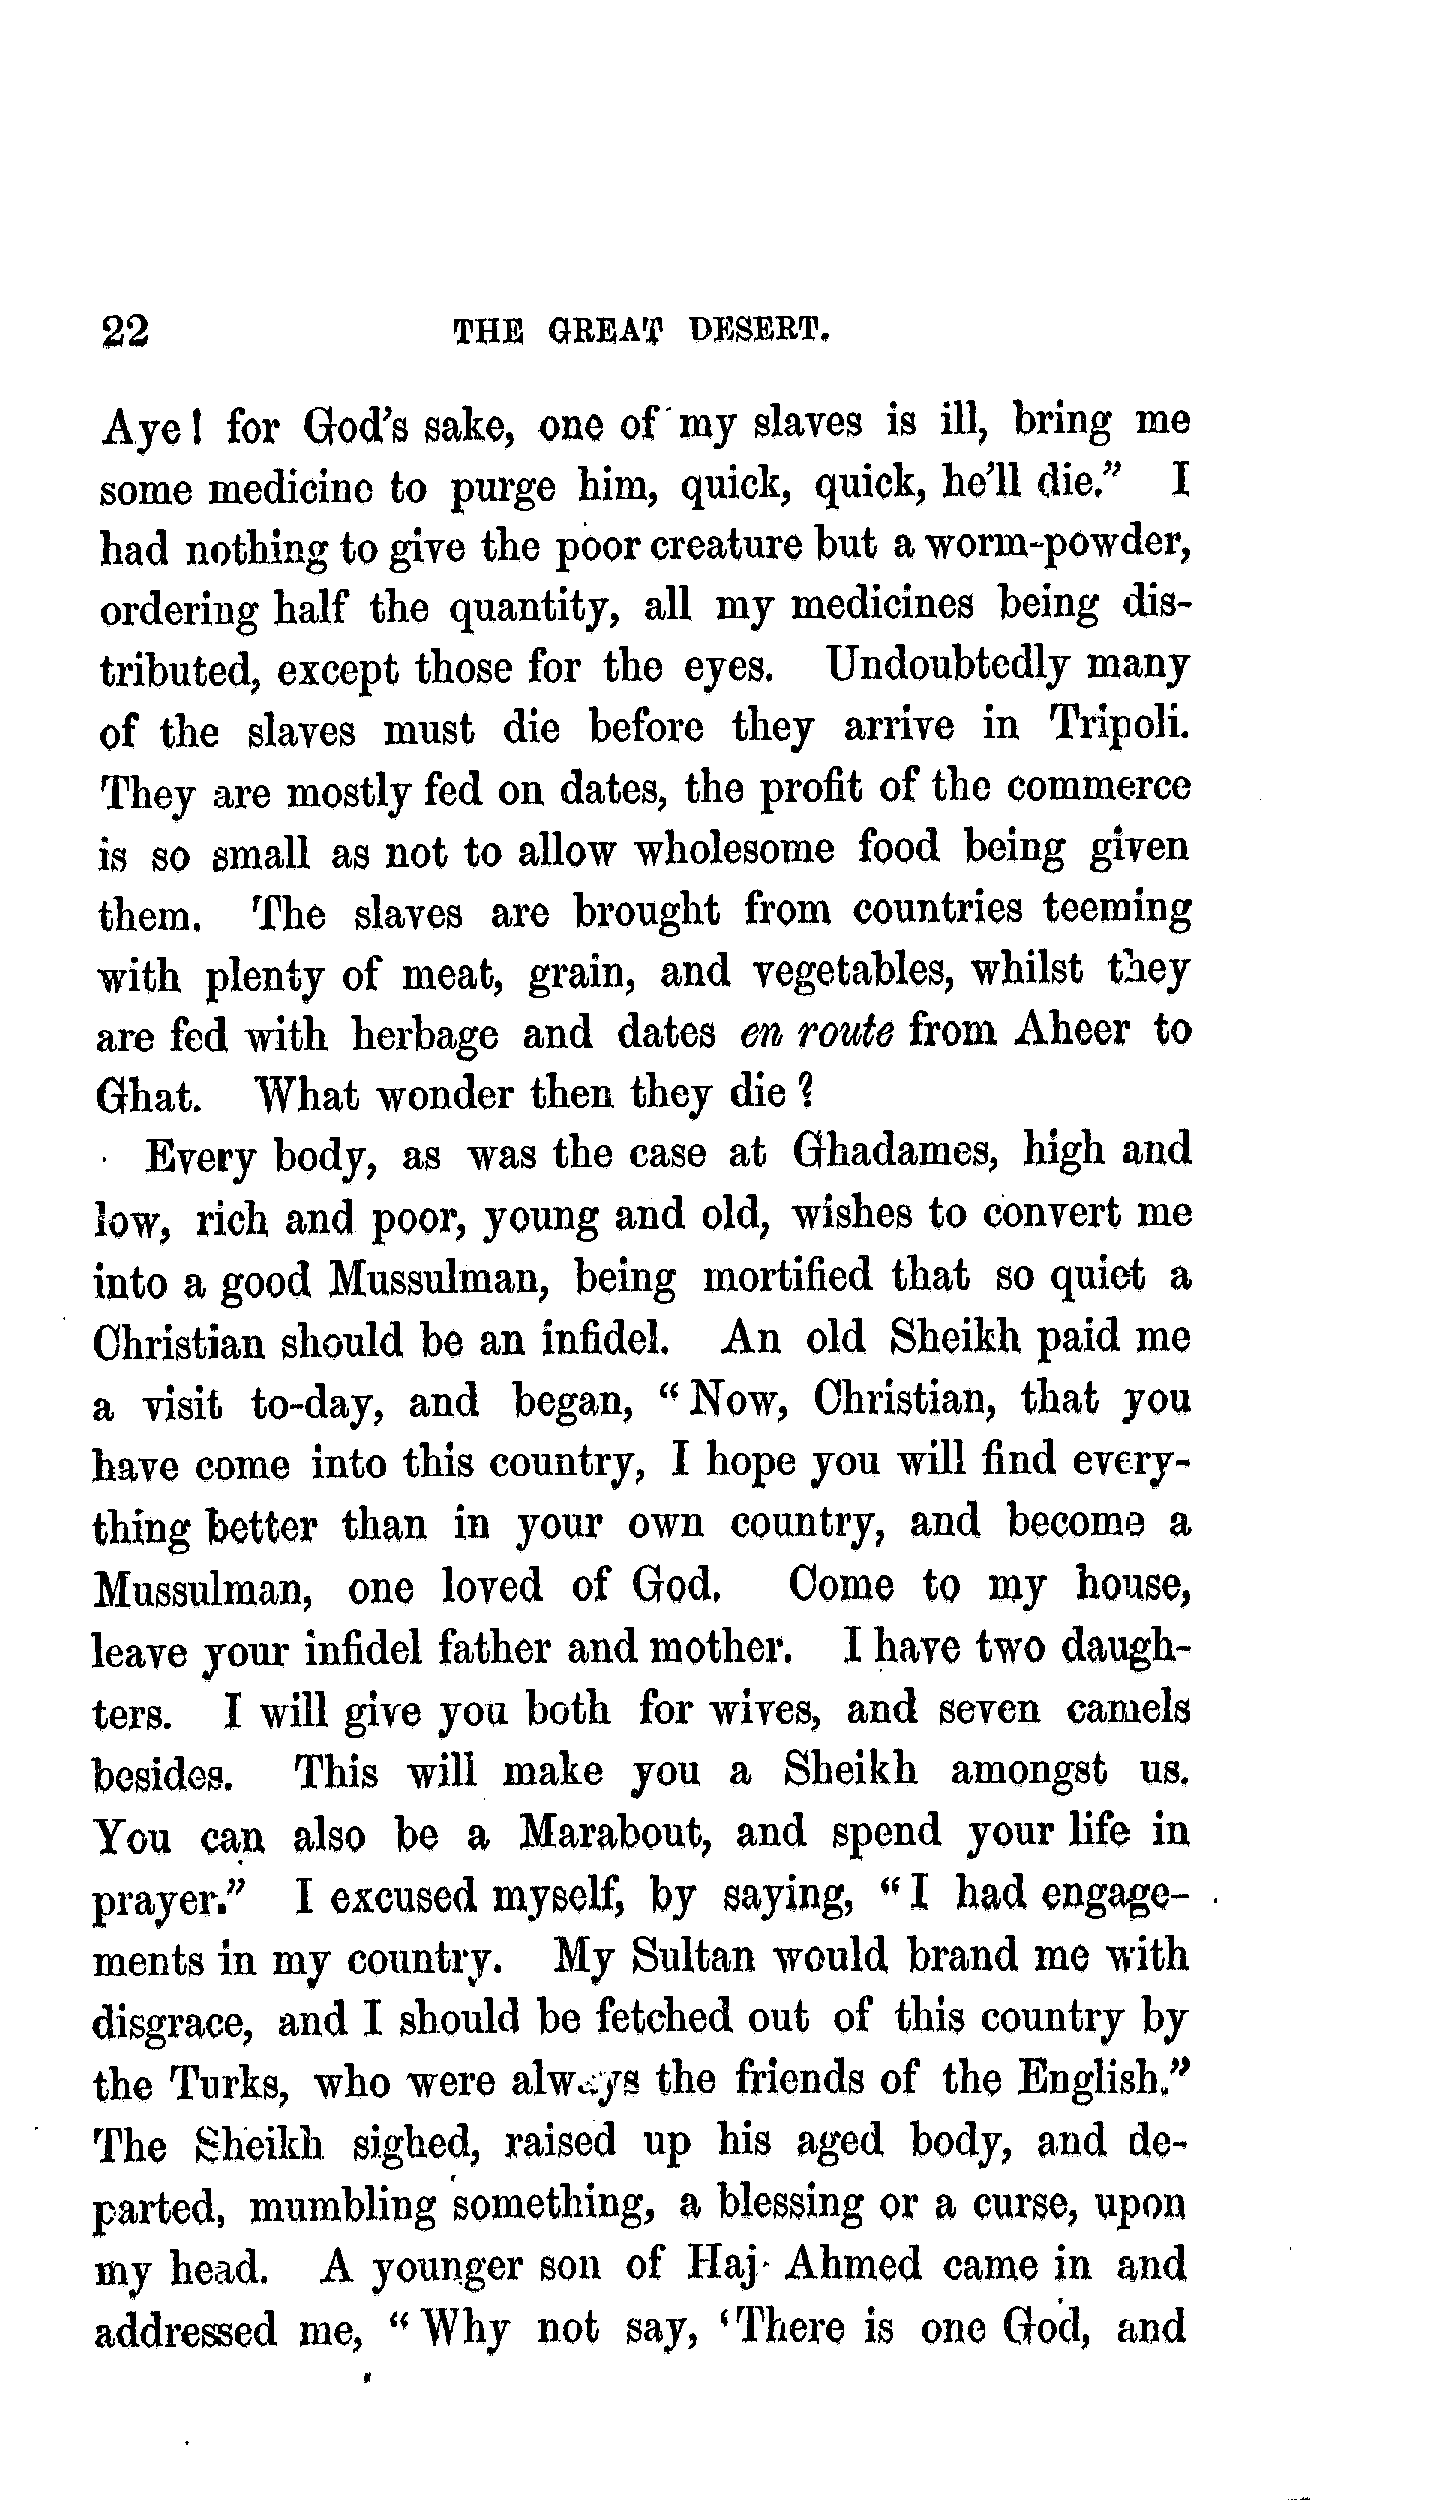 22 THE GREAT DESERT.
Aye! for God's sake, one of my slaves is ill, bring me
some medicine to purge him, quick, quick, he'll die." I
had nothing to give the poor creature but a worm-powder,
ordering half the quantity, all my medicines being dis-
tributed, except those for the eyes. Undoubtedly many
of the slaves must die before they arrive in Tripoli.
They are mostly fed on dates, the profit of the commerce
is so small as not to allow wholesome food being given
them. The slaves are brought from countries teeming
with plenty of meat, grain, and vegetables, whilst they
are fed with herbage and dates en route from Aheer to
Ghat. What wonder then they die?
Every body, as was the case at Ghadames, high and
low, rich and poor, young and old, wishes to convert me
into a good Mussulman, being mortified that so quiet a
Christian should be an infidel. An old Sheikh paid me
a visit to-day, and began, "Now, Christian, that you
have come into this country, I hope you will find every-
thing better than in your own country, and become a
Mussulman, one loved of God. Come to my house,
leave your infidel father and mother. I have two daugh-
ters. I will give you both for wives, and seven camels
besides. This will make you a Sheikh amongst us.
You can also be a Marabout, and spend your life in
prayer." I excused myself, by saying, "I had engage-
ments in my country. My Sultan would brand me with
disgrace, and I should be fetched out of this country by
the Turks, who were always the friends of the English."
The Sheikh sighed, raised up his aged body, and de-
parted, mumbling something, a blessing or a curse, upon
my head. A younger son of Haj Ahmed came in and
addressed me, "Why not say, 'There is one God, and